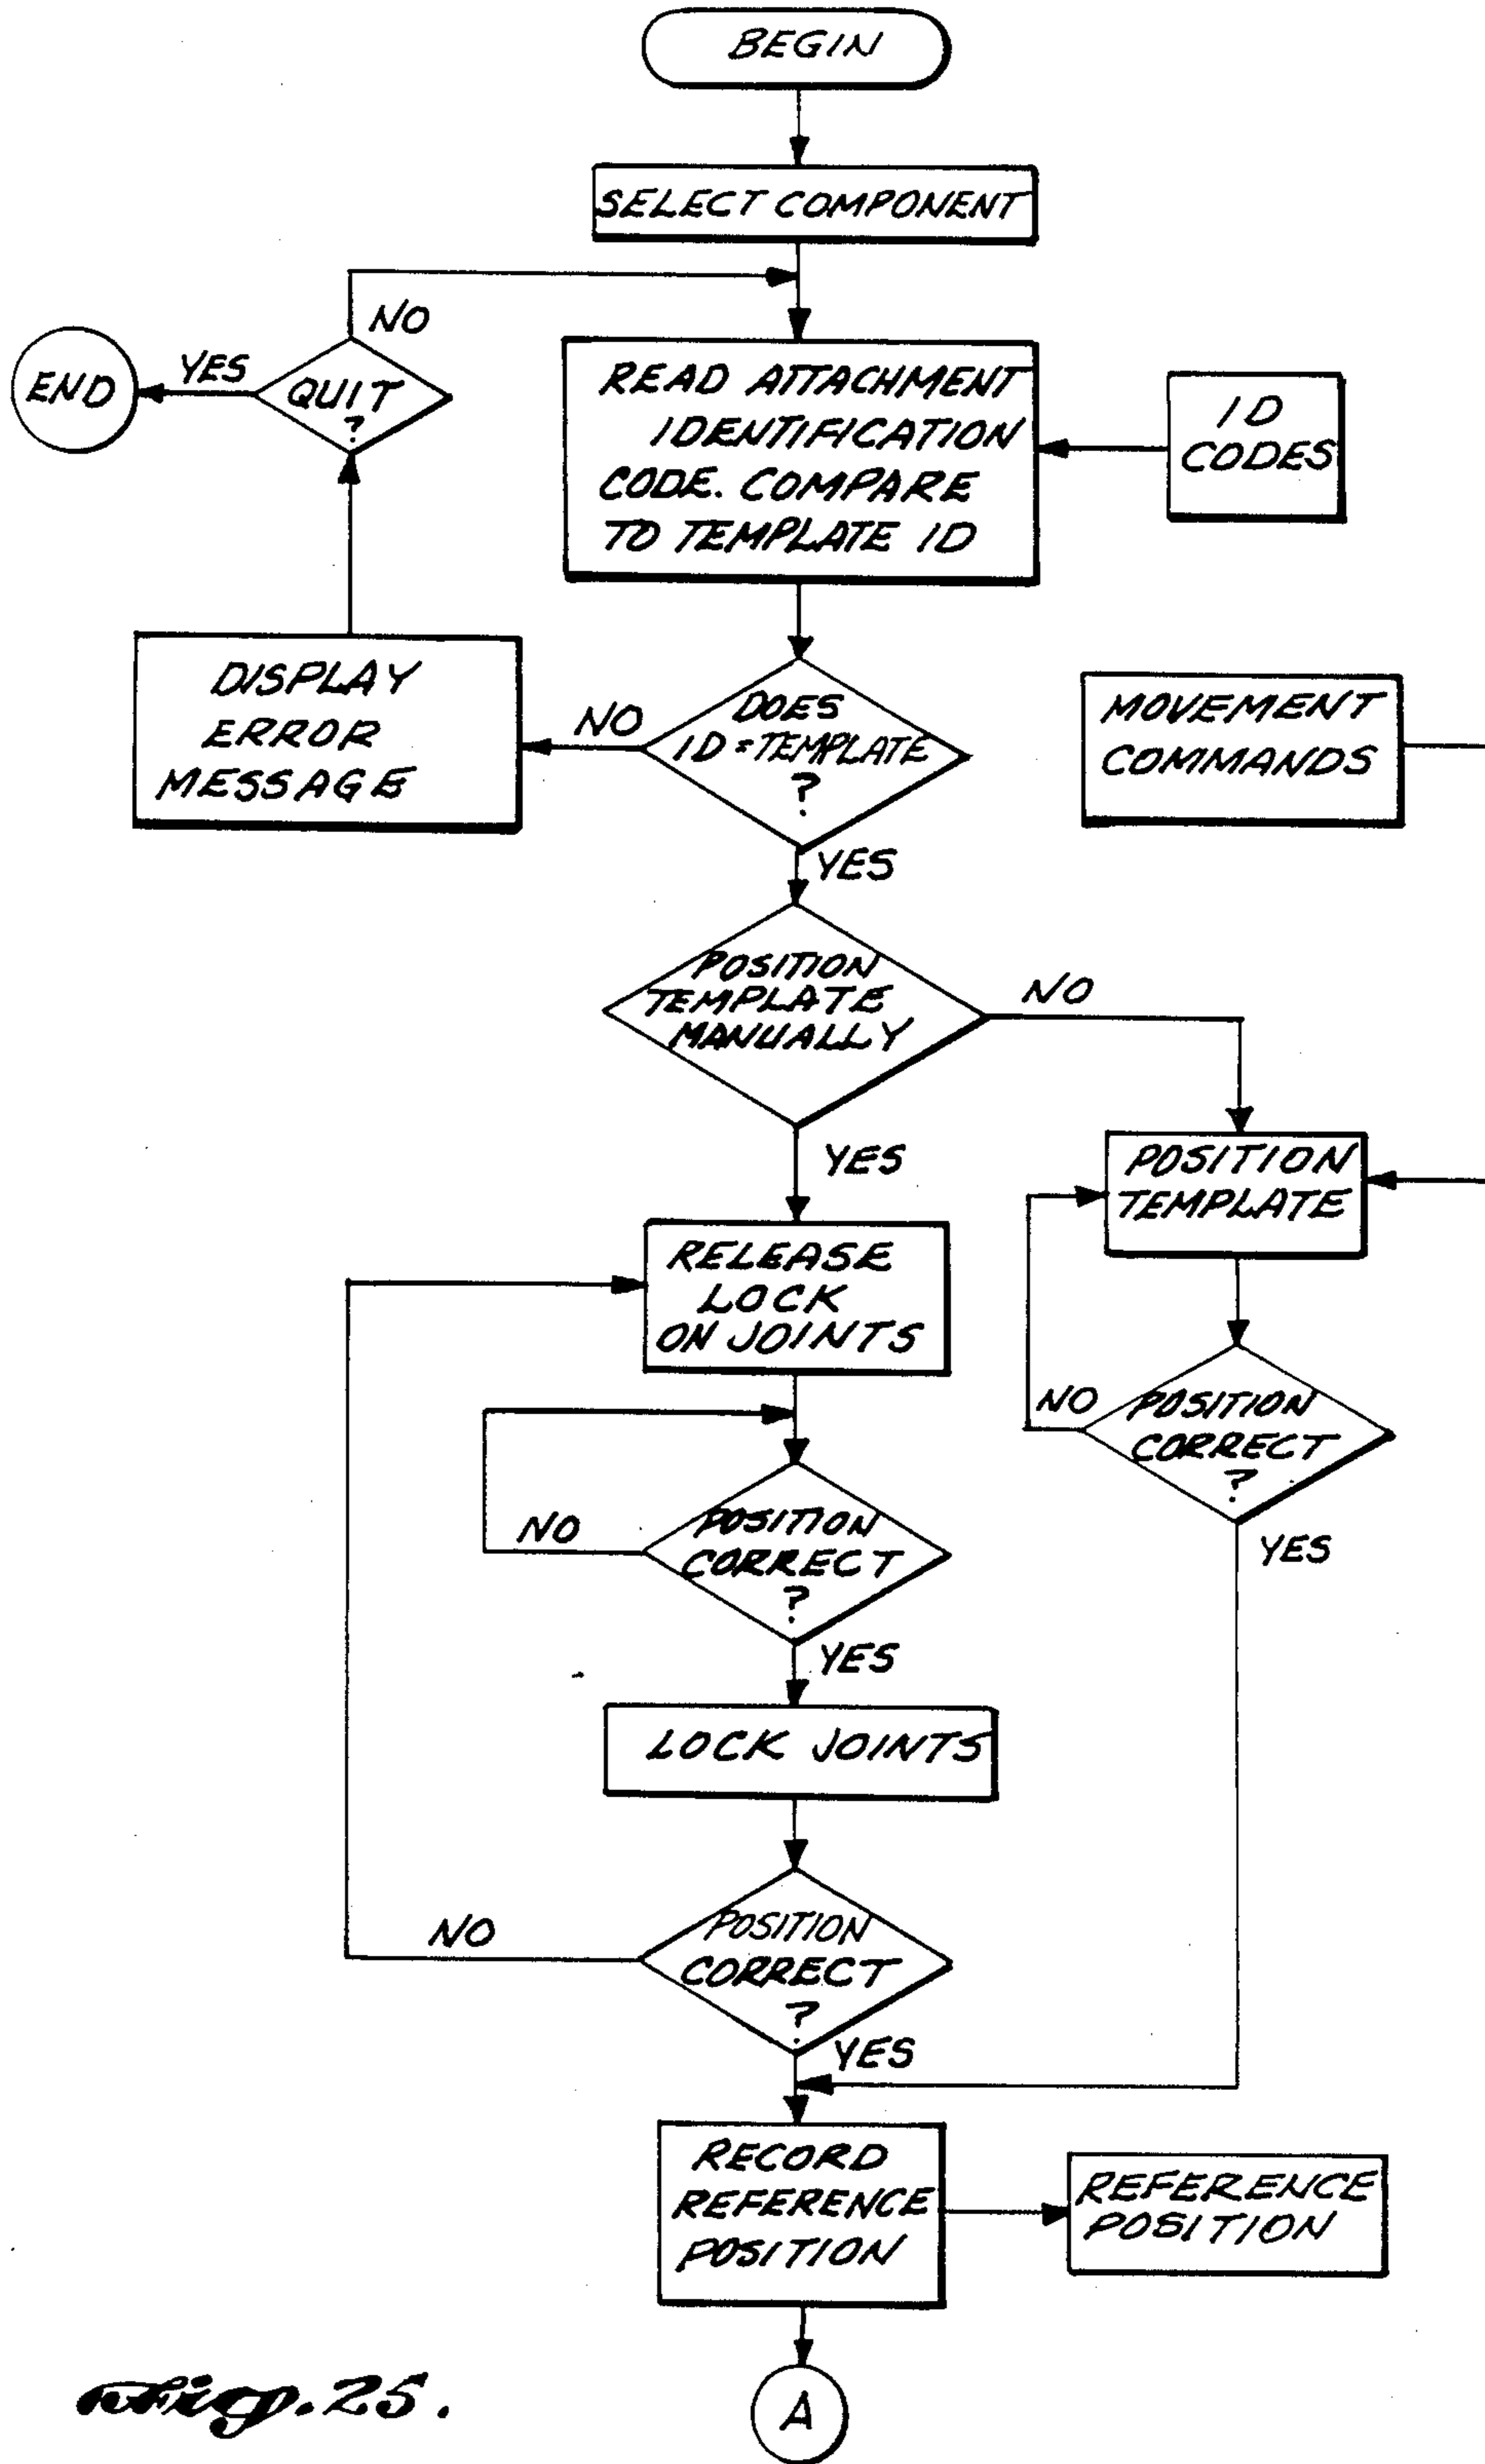 BEGIN
SELECT COMPONENT
NO
END
YES
QUIT
?
READ ATTACHMENT
IDENTIFICATION
CODE. COMPARE
TO TEMPLATE ID
ID
CODES
DISPLAY
ERROR
MESSAGE
NO
DOES
ID = TEMPLATE
?
MOVEMENT
COMMANDS
YES
POSITION
TEMPLATE
MANUALLY
NO
YES
POSITION
TEMPLATE
RELEASE
LOCK
ON JOINTS
NO
POSITION
CORRECT
?
YES
NO
POSITION
CORRECT
?
YES
LOCK JOINTS
NO
POSITION
CORRECT
?
YES
RECORD
REFERENCE
POSITION
REFERENCE
POSITION
A
Fig. 25.